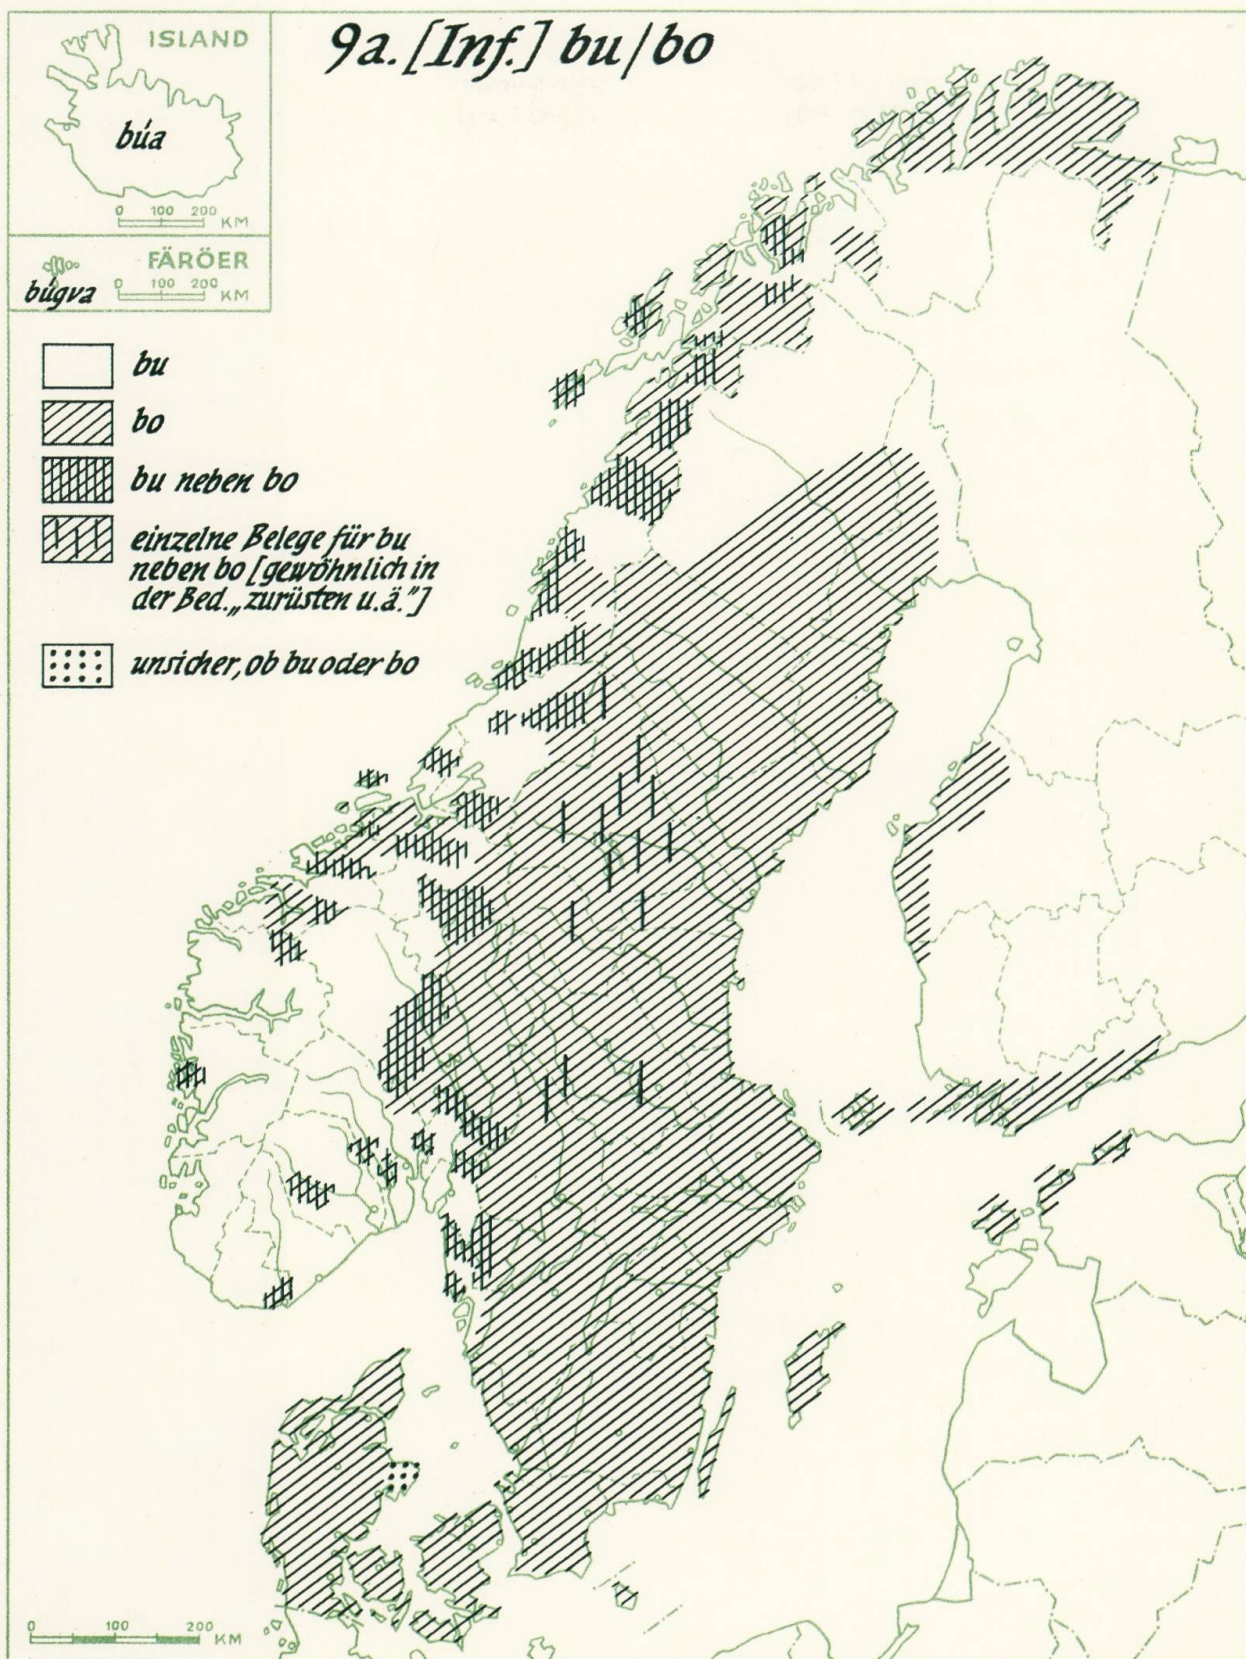 9a. [Inf.] bu/bo
ISLAND
búa
0 100 200 KM
FÄRÖER
búgva
0 100 200 KM
bu
bo
bu neben bo
einzelne Belege für bu
neben bo [gewöhnlich in
der Bed. „zurüsten u.ä.”]
unsicher, ob bu oder bo
0 100 200 KM